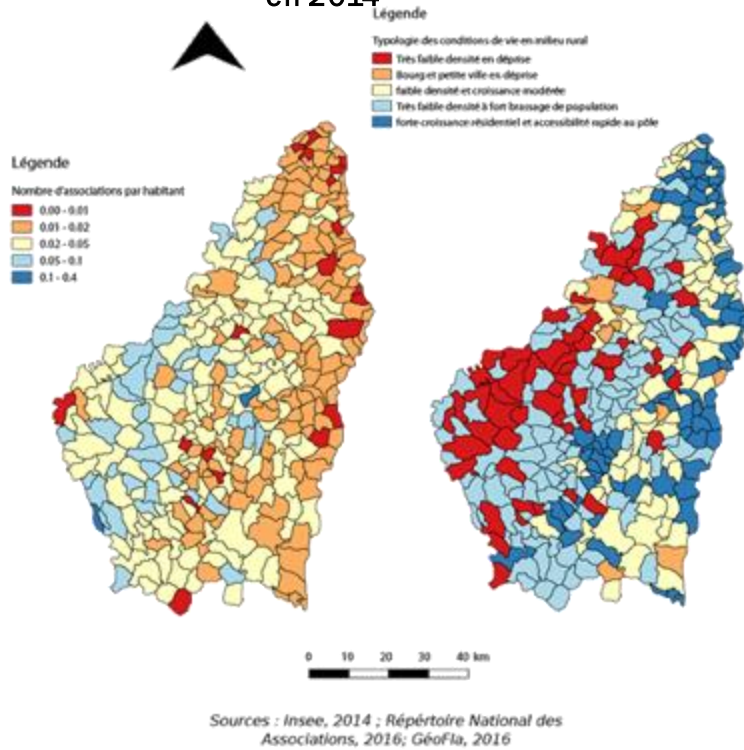 en 2014
Légende
Typologie des conditions de vie en milieu rural
Très faible densité en déprise
Bourg et petite ville en déprise
faible densité et croissance modérée
Très faible densité à fort brassage de population
forte croissance résidentiel et accessibilité rapide au pôle
Légende
Nombre d'associations par habitant
0.00 - 0.01
0.01 - 0.02
0.02 - 0.05
0.05 - 0.1
0.1 - 0.4
0 10 20 30 40 km
Sources : Insee, 2014 ; Répértoire National des
Associations, 2016; GéoFla, 2016